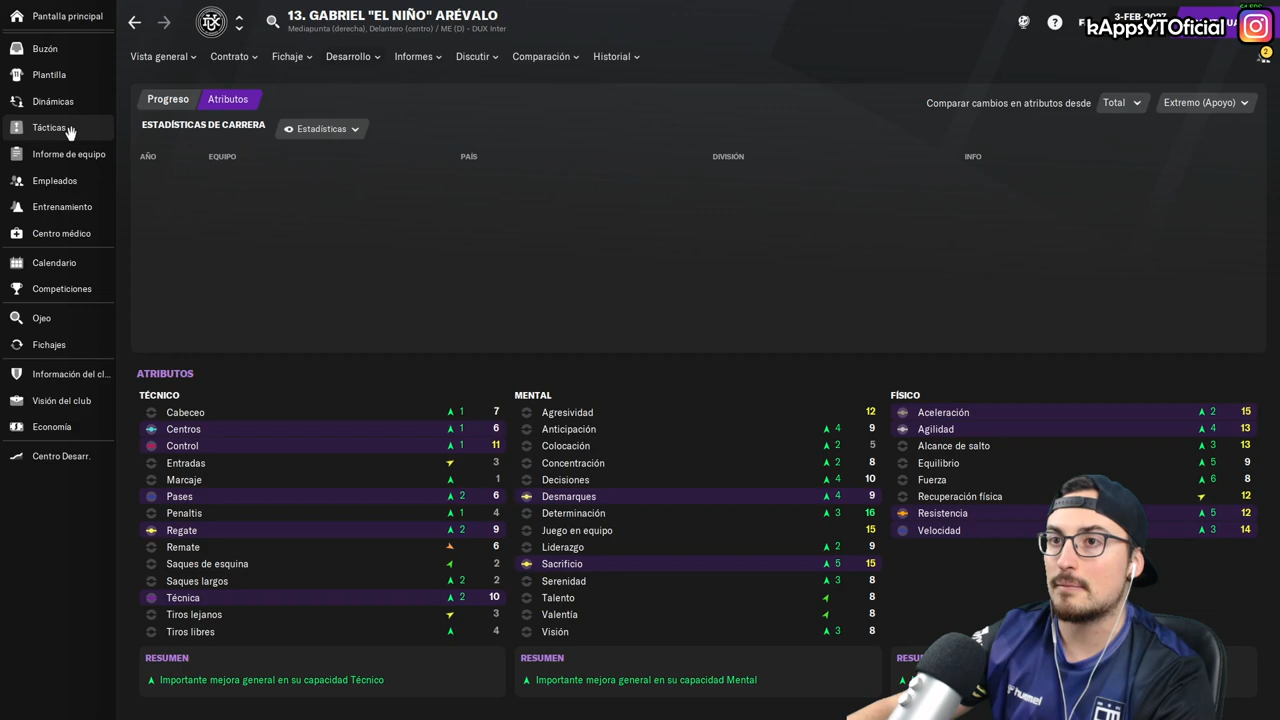 Pantalla principal
Buzón
Plantilla
Dinámicas
Tácticas
Informe de equipo
Empleados
Entrenamiento
Centro médico
Calendario
Competiciones
Ojeo
Fichajes
Información del cl...
Visión del club
Economía
Centro Desarr.
13. GABRIEL "EL NIÑO" ARÉVALO
Mediapunta (derecha), Delantero (centro) / ME (D) - DUX Inter
3-FEB-2027
kAppsYTOficial
2
Vista general
Contrato
Fichaje
Desarrollo
Informes
Discutir
Comparación
Historial
Progreso
Atributos
Comparar cambios en atributos desde
Total
Extremo (Apoyo)
ESTADÍSTICAS DE CARRERA
Estadísticas
AÑO EQUIPO PAÍS DIVISIÓN INFO
ATRIBUTOS
TÉCNICO
Cabeceo 1 7
Centros 1 6
Control 1 11
Entradas 3
Marcaje 1
Pases 2 6
Penaltis 1 4
Regate 2 9
Remate 6
Saques de esquina 2
Saques largos 2 2
Técnica 2 10
Tiros lejanos 3
Tiros libres 4
RESUMEN
Importante mejora general en su capacidad Técnico
MENTAL
Agresividad 12
Anticipación 4 9
Colocación 2 5
Concentración 2 8
Decisiones 4 10
Desmarques 4 9
Determinación 3 16
Juego en equipo 15
Liderazgo 2 9
Sacrificio 5 15
Serenidad 3 8
Talento 8
Valentía 8
Visión 3 8
RESUMEN
Importante mejora general en su capacidad Mental
FÍSICO
Aceleración 2 15
Agilidad 4 13
Alcance de salto 3 13
Equilibrio 5 9
Fuerza 6 8
Recuperación física 12
Resistencia 5 12
Velocidad 3 14
hummel